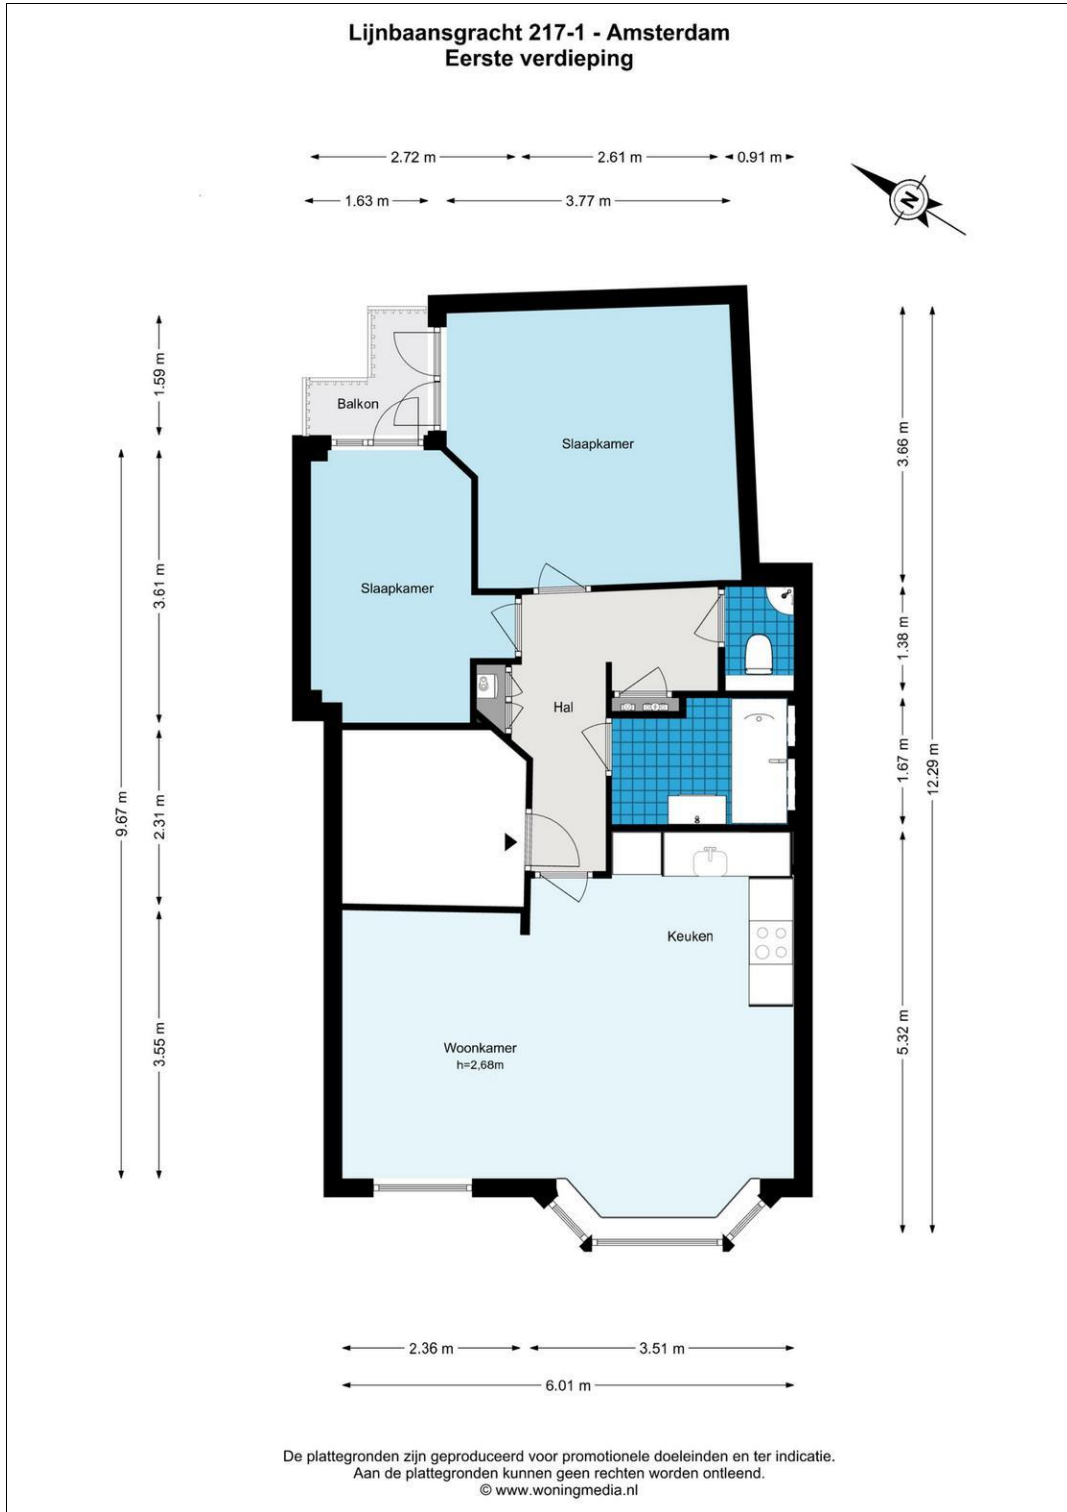 Lijnbaansgracht 217-1 - Amsterdam
Eerste verdieping
2.72 m
2.61 m
0.91 m
1.63 m
3.77 m
N
1.59 m
Balkon
Slaapkamer
3.66 m
3.61 m
Slaapkamer
1.38 m
Hal
9.67 m
2.31 m
1.67 m
12.29 m
Keuken
3.55 m
Woonkamer
h=2,68m
5.32 m
2.36 m
3.51 m
6.01 m
De plattegronden zijn geproduceerd voor promotionele doeleinden en ter indicatie.
Aan de plattegronden kunnen geen rechten worden ontleend.
© www.woningmedia.nl